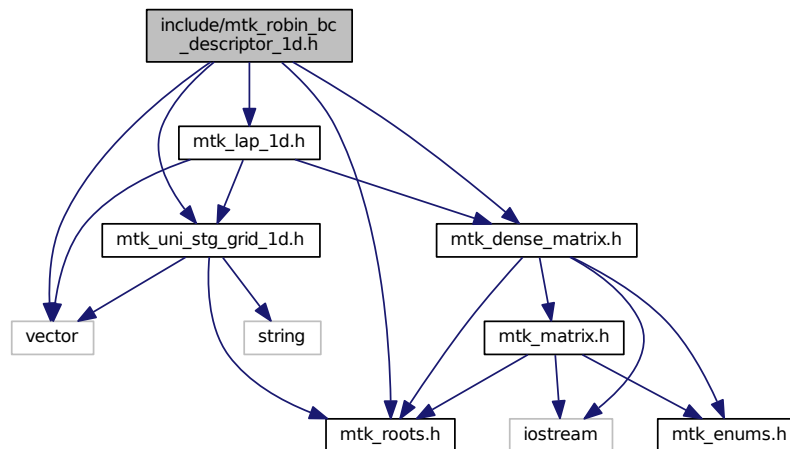 include/mtk_robin_bc
_descriptor_1d.h
mtk_lap_1d.h
mtk_uni_stg_grid_1d.h
mtk_dense_matrix.h
vector
string
mtk_matrix.h
mtk_roots.h
iostream
mtk_enums.h